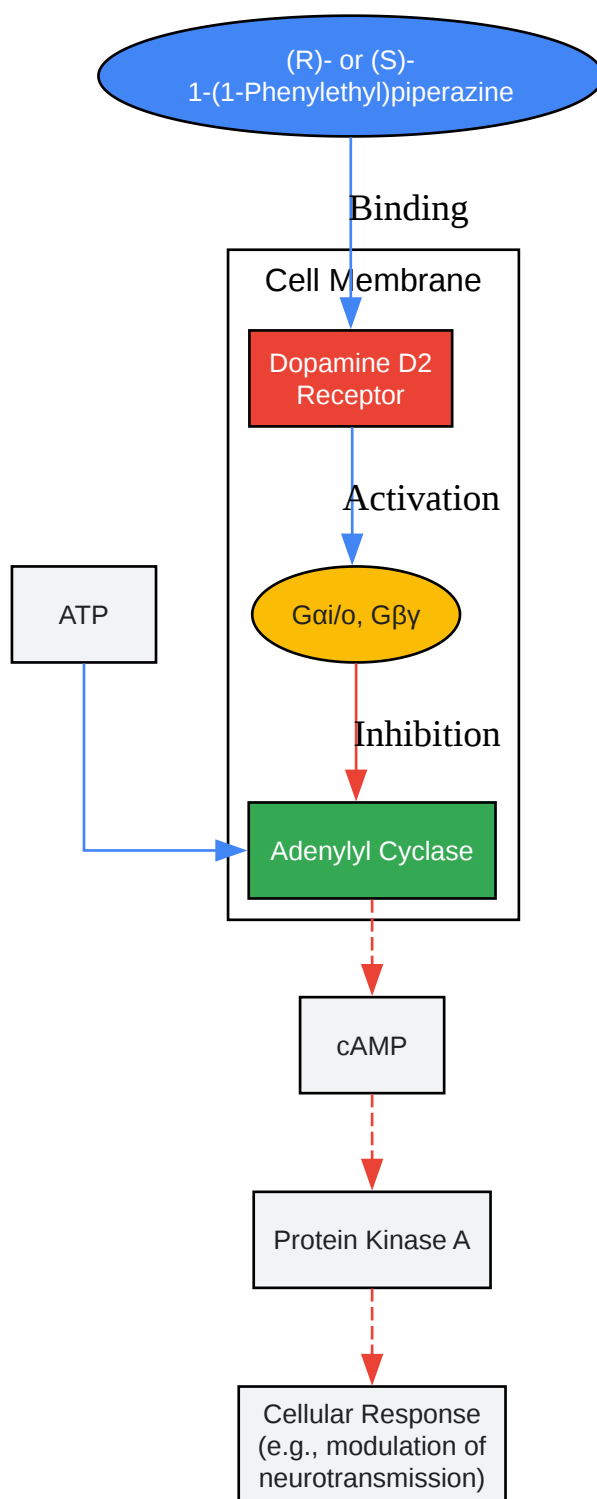 (R)- or (S)-
1-(1-Phenylethyl)piperazine
Binding
Cell Membrane
Dopamine D2
Receptor
Activation
ATP
Gαi/o, Gβγ
Inhibition
Adenylyl Cyclase
cAMP
Protein Kinase A
Cellular Response
(e.g., modulation of
neurotransmission)